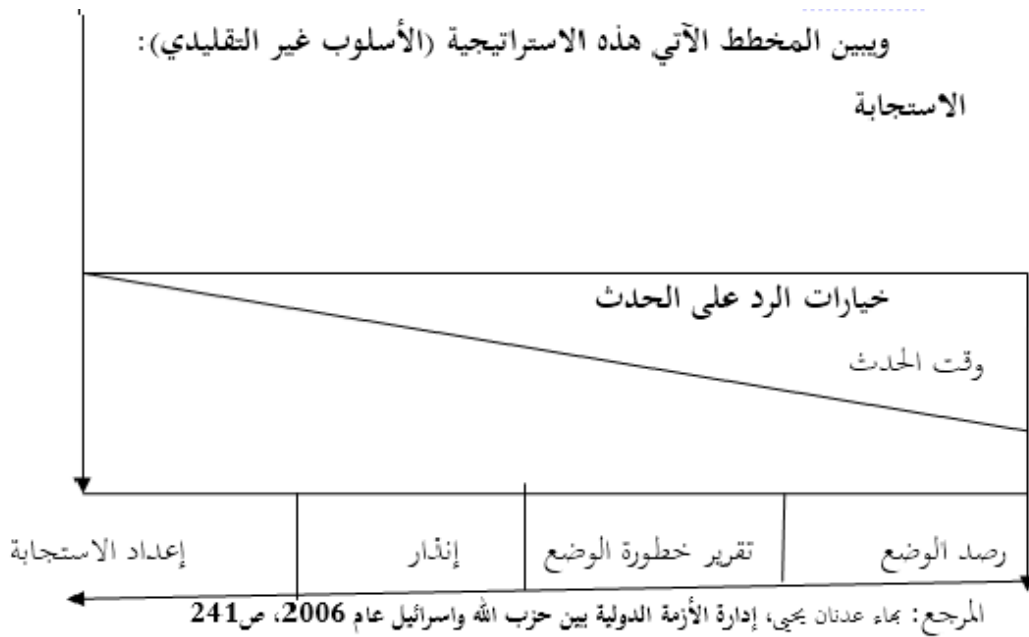 ويبين المخطط الآتي هذه الاستراتيجية (الأسلوب غير التقليدي):
الاستجابة
خيارات الرد على الحدث
وقت الحدث
رصد الوضع
تقرير خطورة الوضع
إنذار
إعداد الاستجابة
المرجع: بهاء عدنان يحيى، إدارة الأزمة الدولية بين حزب الله واسرائيل عام 2006، ص241